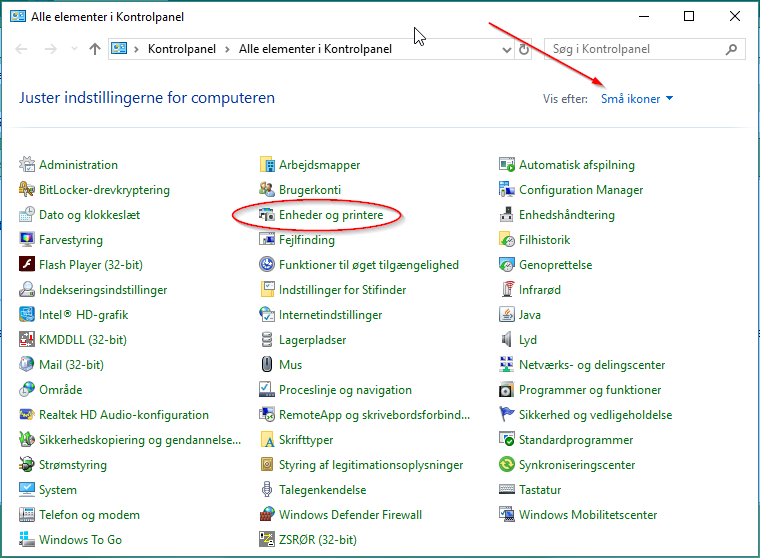 Alle elementer i Kontrolpanel
Kontrolpanel > Alle elementer i Kontrolpanel
Søg i Kontrolpanel
Juster indstillingerne for computeren
Vis efter: Små ikoner
Administration Arbejdsmapper Automatisk afspilning
BitLocker-drevkryptering Brugerkonti Configuration Manager
Dato og klokkeslæt Enheder og printere Enhedshåndtering
Farvestyring Fejlfinding Filhistorik
Flash Player (32-bit) Funktioner til øget tilgængelighed Genoprettelse
Indekseringsindstillinger Indstillinger for Stifinder Infrarød
Intel® HD-grafik Internetindstillinger Java
KMDDLL (32-bit) Lagerpladser Lyd
Mail (32-bit) Mus Netværks- og delingscenter
Område Proceslinje og navigation Programmer og funktioner
Realtek HD Audio-konfiguration RemoteApp og skrivebordsforbind... Sikkerhed og vedligeholdelse
Sikkerhedskopiering og gendannelse... Skrifttyper Standardprogrammer
Strømstyring Styring af legitimationsoplysninger Synkroniseringscenter
System Talegenkendelse Tastatur
Telefon og modem Windows Defender Firewall Windows Mobilitetscenter
Windows To Go ZSRØR (32-bit)